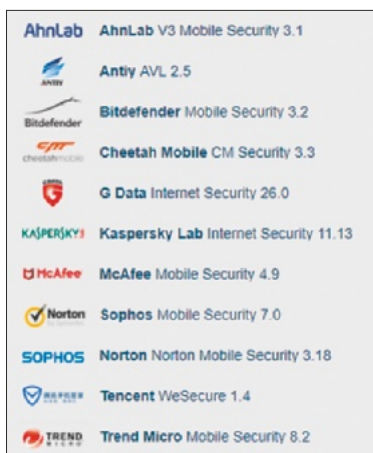 AhnLab AhnLab V3 Mobile Security 3.1
ANTIY Antiy AVL 2.5
Bitdefender Bitdefender Mobile Security 3.2
cm cheetahmobile Cheetah Mobile CM Security 3.3
G Data Internet Security 26.0
KASPERSKY Kaspersky Lab Internet Security 11.13
McAfee McAfee Mobile Security 4.9
Norton Sophos Mobile Security 7.0
SOPHOS Norton Norton Mobile Security 3.18
Tencent WeSecure 1.4
TREND MICRO Trend Micro Mobile Security 8.2